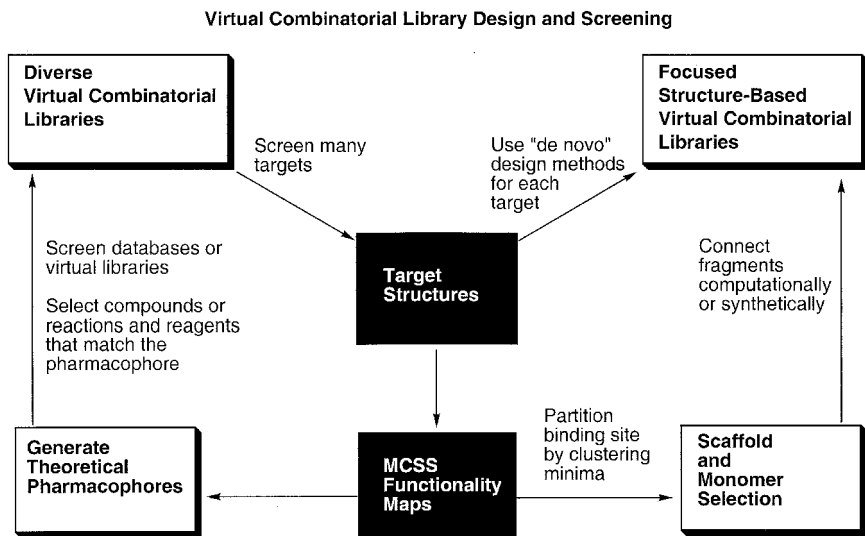 Virtual Combinatorial Library Design and Screening
Diverse
Virtual Combinatorial
Libraries
Focused
Structure-Based
Virtual Combinatorial
Libraries
Screen many
targets
Use "de novo"
design methods
for each
target
Target
Structures
Screen databases or
virtual libraries
Select compounds or
reactions and reagents
that match the
pharmacophore
Connect
fragments
computationally
or synthetically
Generate
Theoretical
Pharmacophores
MCSS
Functionality
Maps
Partition
binding site
by clustering
minima
Scaffold
and
Monomer
Selection